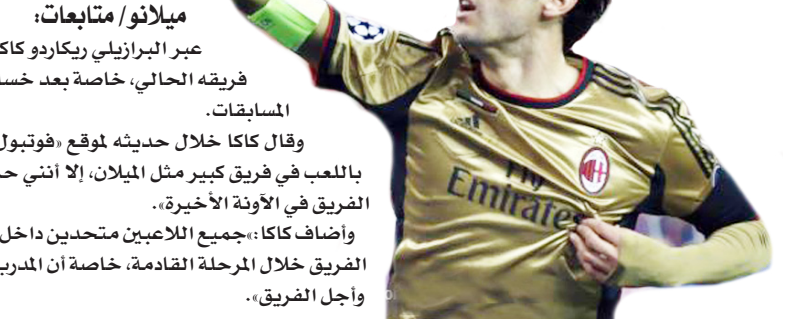 ميلانو/ متابعات:
عبر البرازيلي ريكاردو كاكا
فريقه الحالي، خاصة بعد
المسابقات.
وقال كاكا خلال حديثه لموقع «فوتبول
باللعب في فريق كبير مثل الميلان، إلا أنني
الفريق في الآونة الأخيرة».
وأضاف كاكا:»جميع اللاعبين متحدين داخل
الفريق خلال المرحلة القادمة، خاصة أن المدرب
وأجل الفريق».
Fly
Emirates
adidas